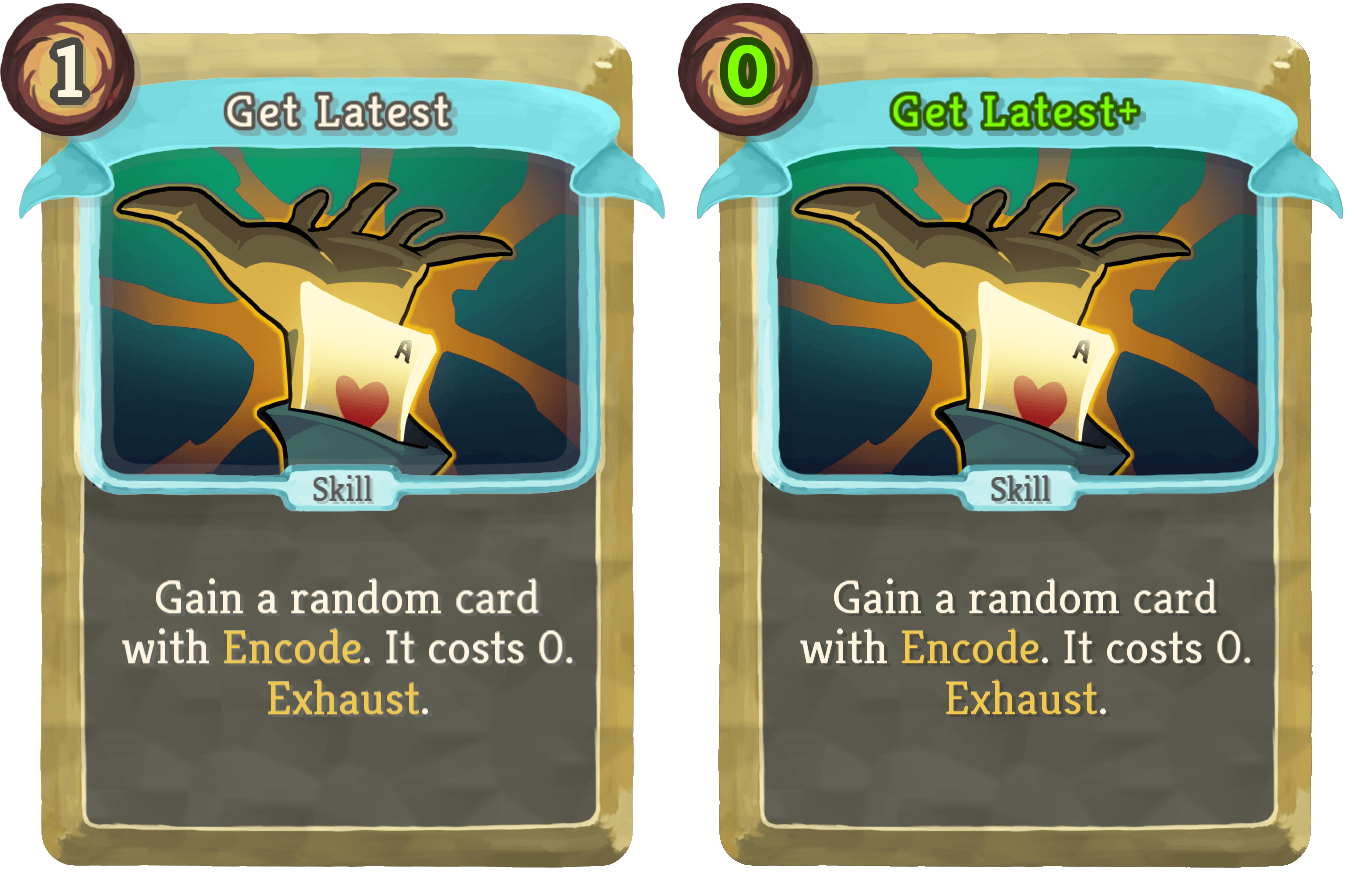 1
Get Latest
A
Skill
Gain a random card
with Encode. It costs 0.
Exhaust.
0
Get Latest+
A
Skill
Gain a random card
with Encode. It costs 0.
Exhaust.